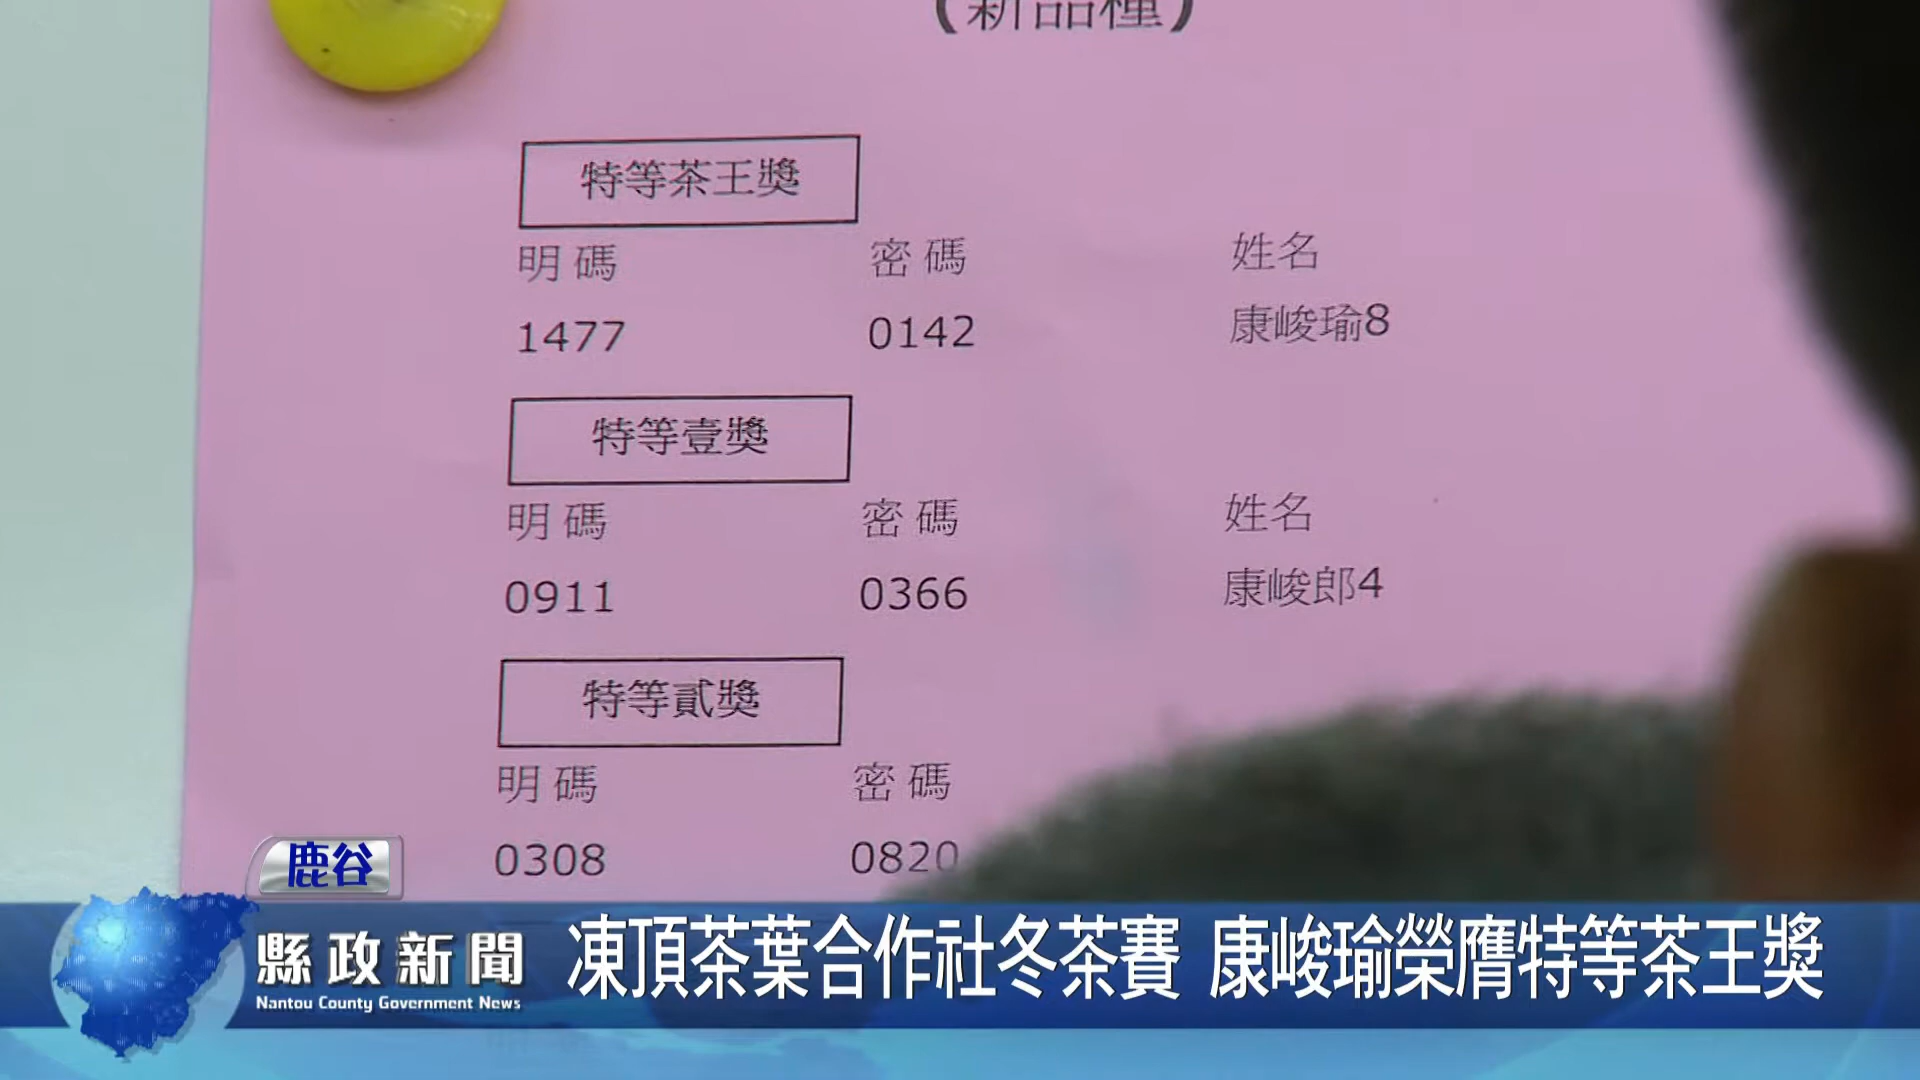 (新品種)
特等茶王獎
明碼 密碼 姓名
1477 0142 康峻瑜8
特等壹獎
明碼 密碼 姓名
0911 0366 康峻郎4
特等貳獎
明碼 密碼
0308 0820
鹿谷
縣政新聞
Nantou County Government News
凍頂茶葉合作社冬茶賽 康峻瑜榮膺特等茶王獎